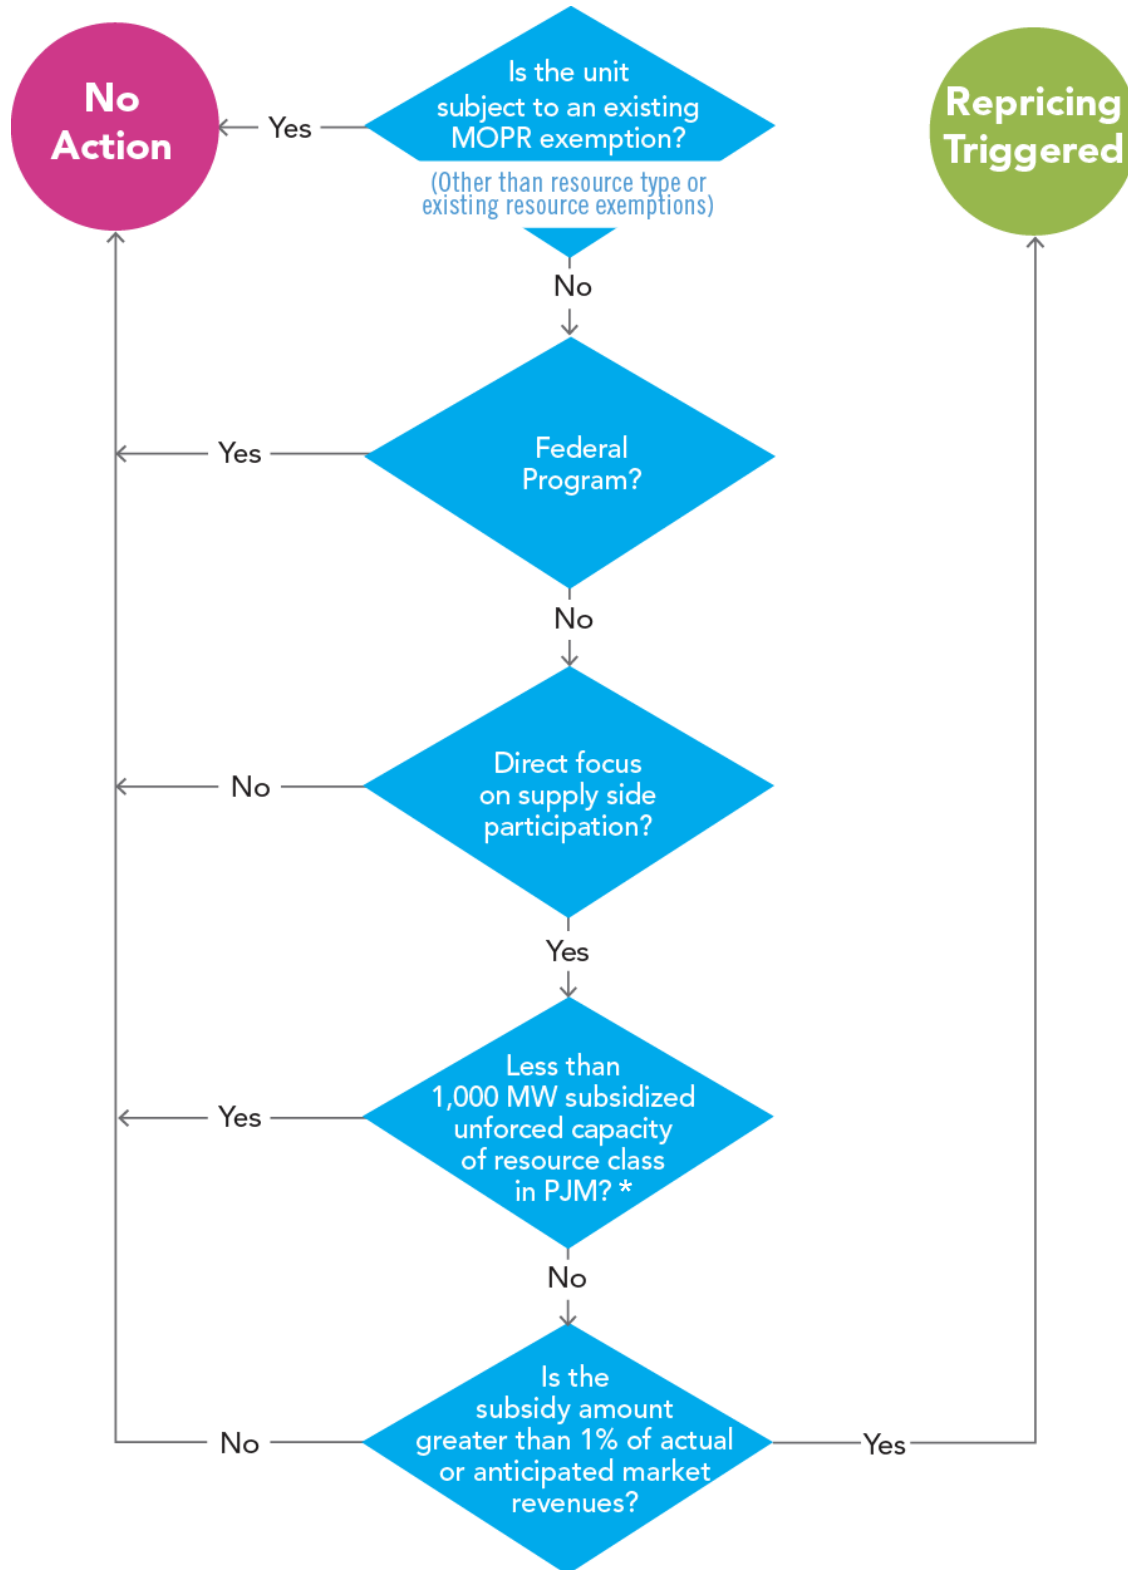 No
Action
Yes
Is the unit
subject to an existing
MOPR exemption?
(Other than resource type or
existing resource exemptions)
Repricing
Triggered
No
Yes
Federal
Program?
No
No
Direct focus
on supply side
participation?
Yes
Yes
Less than
1,000 MW subsidized
unforced capacity
of resource class
in PJM? *
No
No
Is the
subsidy amount
greater than 1% of actual
or anticipated market
revenues?
Yes